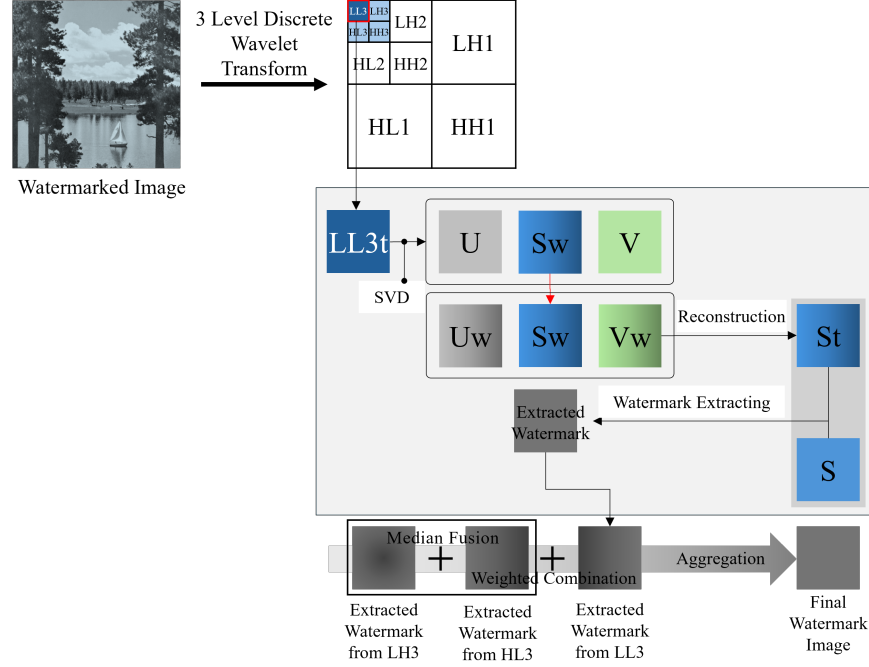 3 Level Discrete
Wavelet
Transform
LL3
LH3
LH2
LH1
HL3
HH3
HL2
HH2
HL1
HH1
Watermarked Image
LL3t
U
Sw
V
SVD
Uw
Sw
Vw
Reconstruction
St
Extracted
Watermark
Watermark Extracting
S
Median Fusion
+
+
Weighted Combination
Aggregation
Extracted
Watermark
from LH3
Extracted
Watermark
from HL3
Extracted
Watermark
from LL3
Final
Watermark
Image